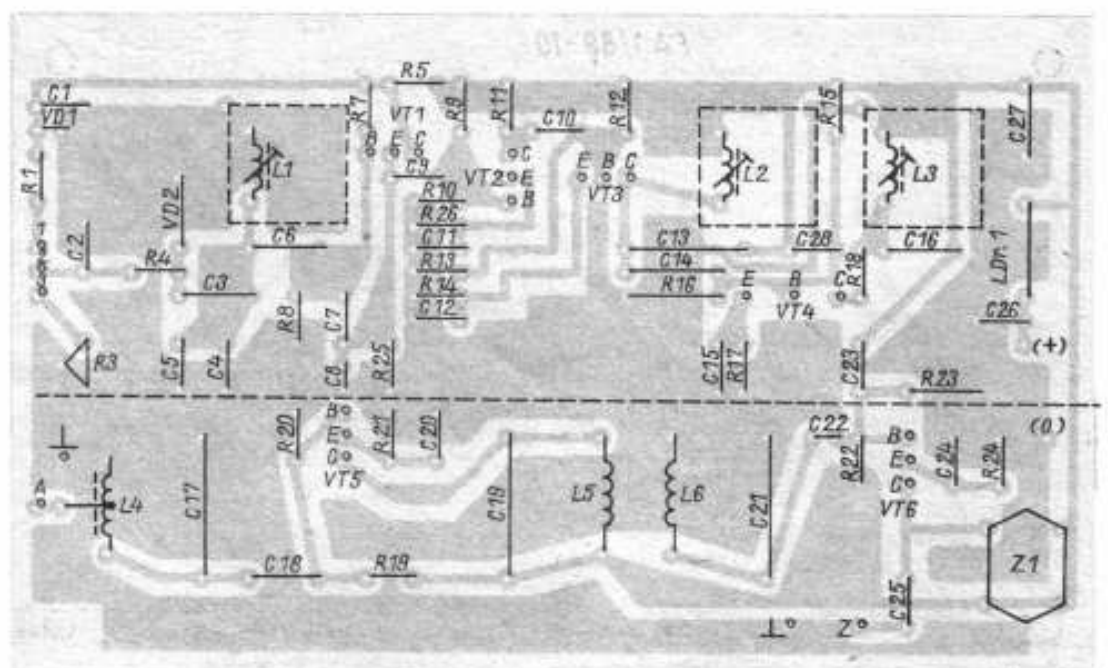 C1 R5
VD1 R7 VT1 R9 R11 C10 R12 R15 C27
B E C
C
L1 C9 VT2 E E B C L2 L3
R1 R10 B VT3
VD2 R26
C2 C6 C11 C13 C28 C16
R4 R13 C14 R18 LDr.1
C3 R14 R16 E B C
R8 C7 C12 VT4 C26
R3 C5 C4 C8 R25 C15 R17 C23 (+)
R23
R20 B R21 C20 C22 (0)
E B
⊥ C R22 E C24 R24
VT5 C
A L4 C17 C19 L5 L6 C21 VT6
Z1
C18 R19
C25
⊥ Z